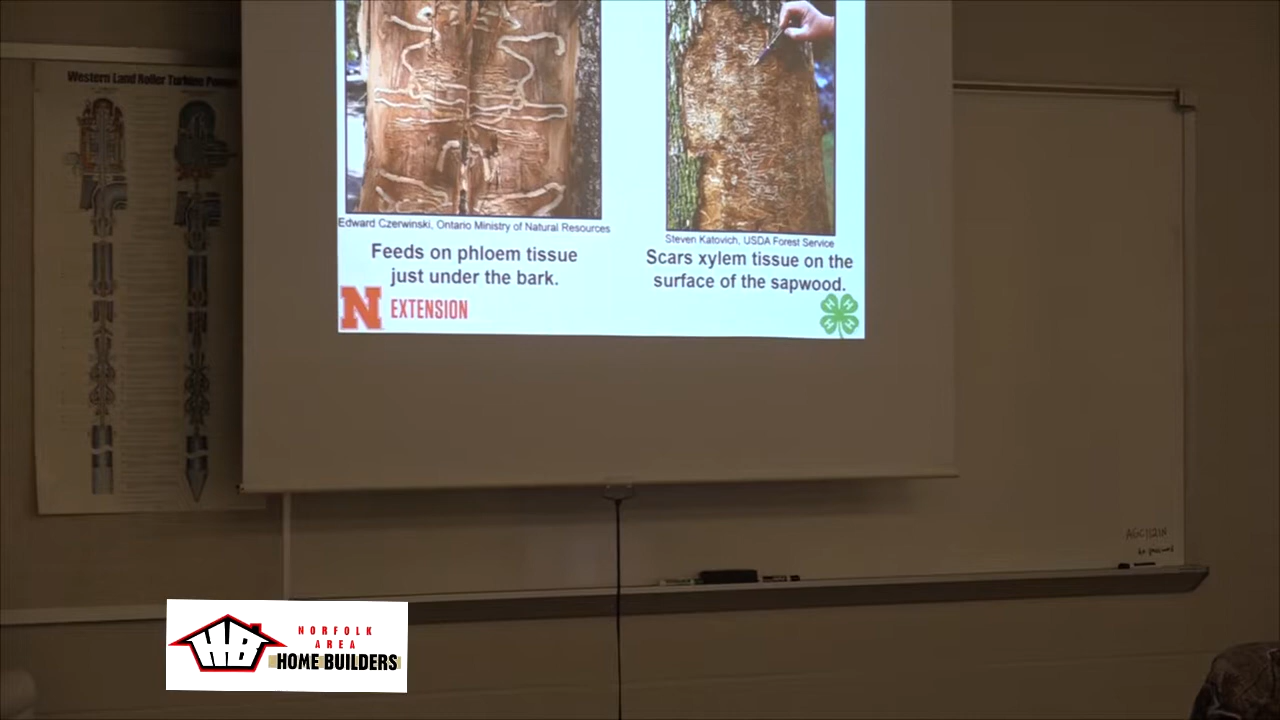 Western Land Roller Turbine Pumps
Edward Czerwinski, Ontario Ministry of Natural Resources
Feeds on phloem tissue
just under the bark.
N EXTENSION
Steven Katovich, USDA Forest Service
Scars xylem tissue on the
surface of the sapwood.
H H H H
HB
NORFOLK
AREA
HOME BUILDERS